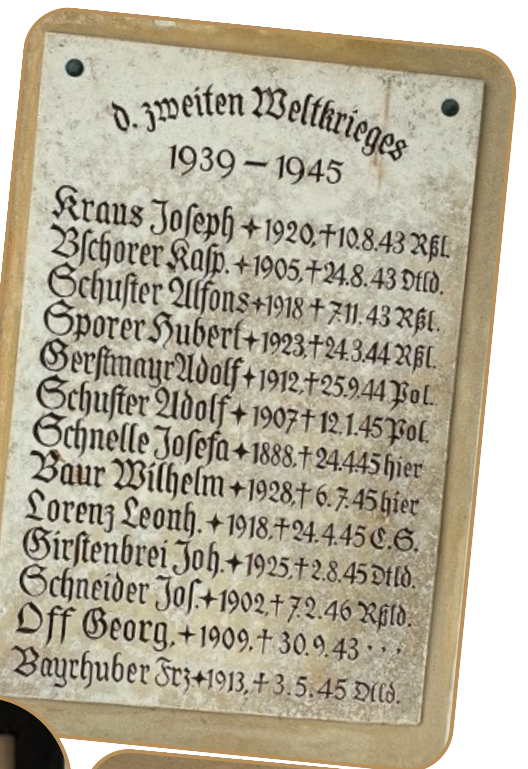 d. zweiten Weltkrieges
1939 – 1945
Kraus Joseph ✦ 1920, † 10.8.43 Rßl.
Bschorer Kasp. ✦ 1905, † 24.8.43 Dtld.
Schuster Alfons ✦ 1918 † 7.11.43 Rßl.
Sporer Hubert ✦ 1923, † 24.3.44 Rßl.
Gerstmayr Adolf ✦ 1912, † 25.9.44 Pol.
Schuster Adolf ✦ 1907 † 12.1.45 Pol.
Schnelle Josefa ✦ 1888, † 24.4.45 hier
Baur Wilhelm ✦ 1928, † 6.7.45 hier
Lorenz Leonh. ✦ 1918, † 24.4.45 C.S.
Girstenbrei Joh. ✦ 1925, † 2.8.45 Dtld.
Schneider Jos. ✦ 1902, † 7.2.46 Rßld.
Off Georg, ✦ 1909, † 30.9.43 . . .
Bayrhuber Frz ✦ 1913, † 3.5.45 Dtld.